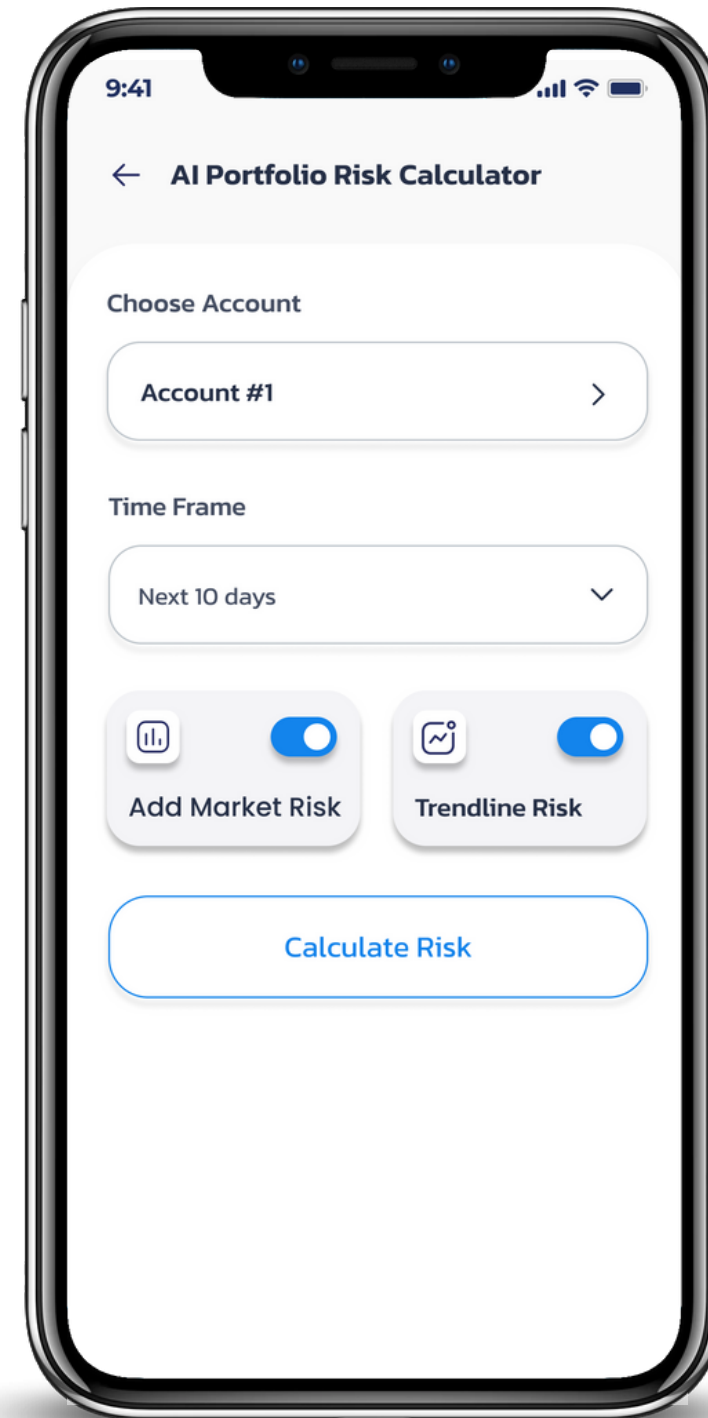 9:41
AI Portfolio Risk Calculator
Choose Account
Account #1
Time Frame
Next 10 days
Add Market Risk
Trendline Risk
Calculate Risk